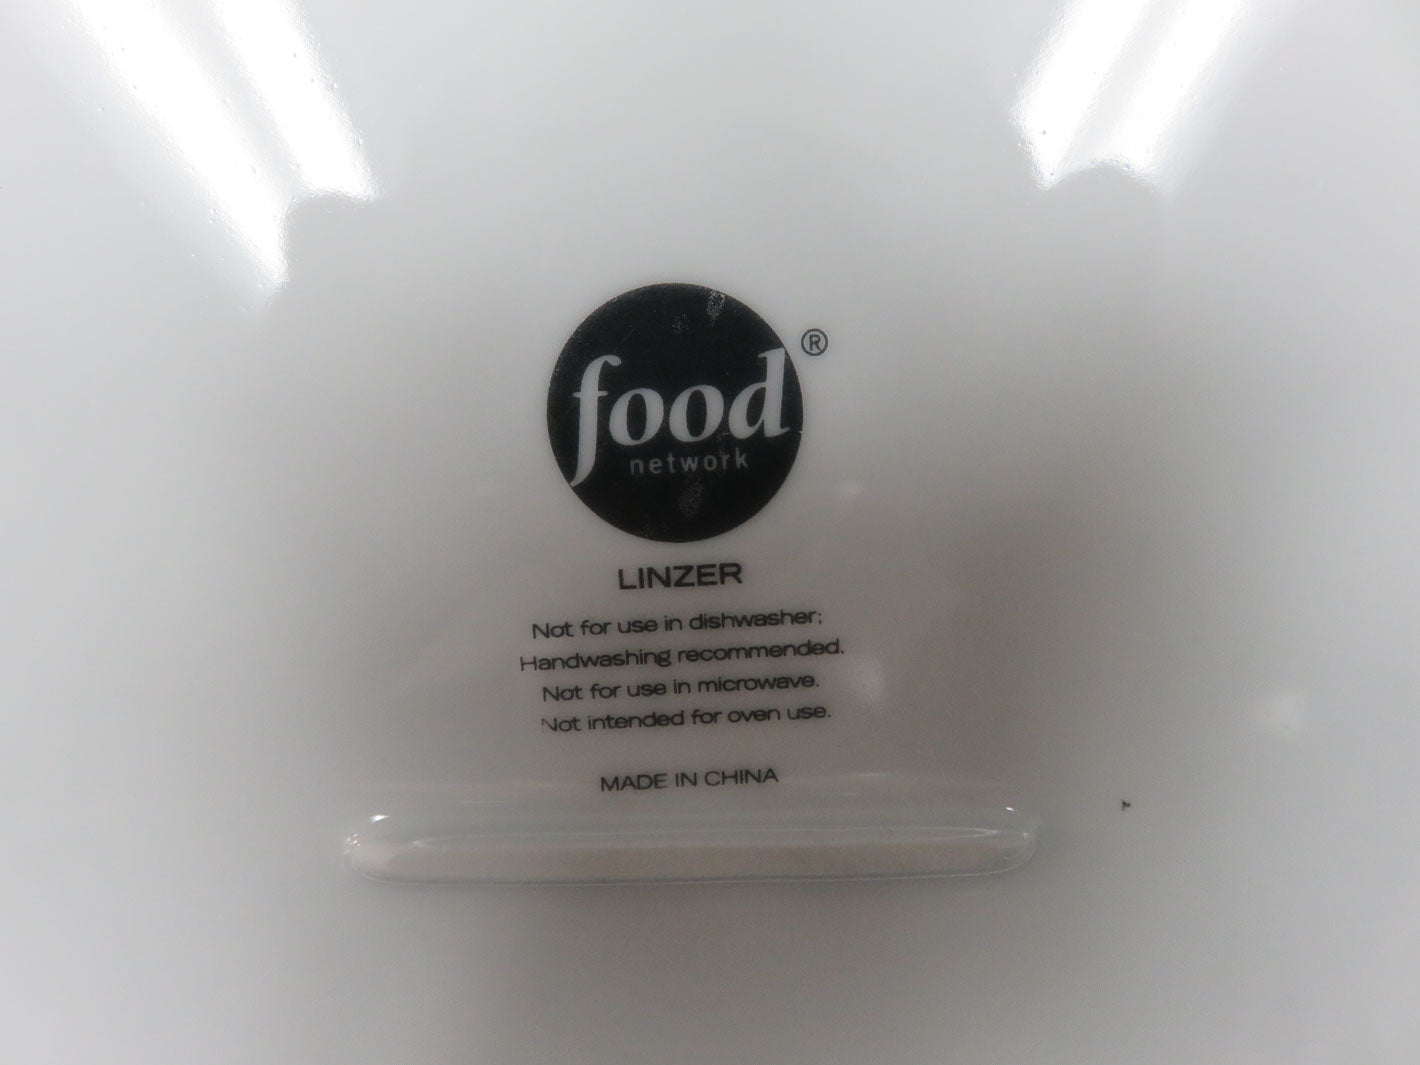 food ®
network
LINZER
Not for use in dishwasher;
Handwashing recommended.
Not for use in microwave.
Not intended for oven use.
MADE IN CHINA